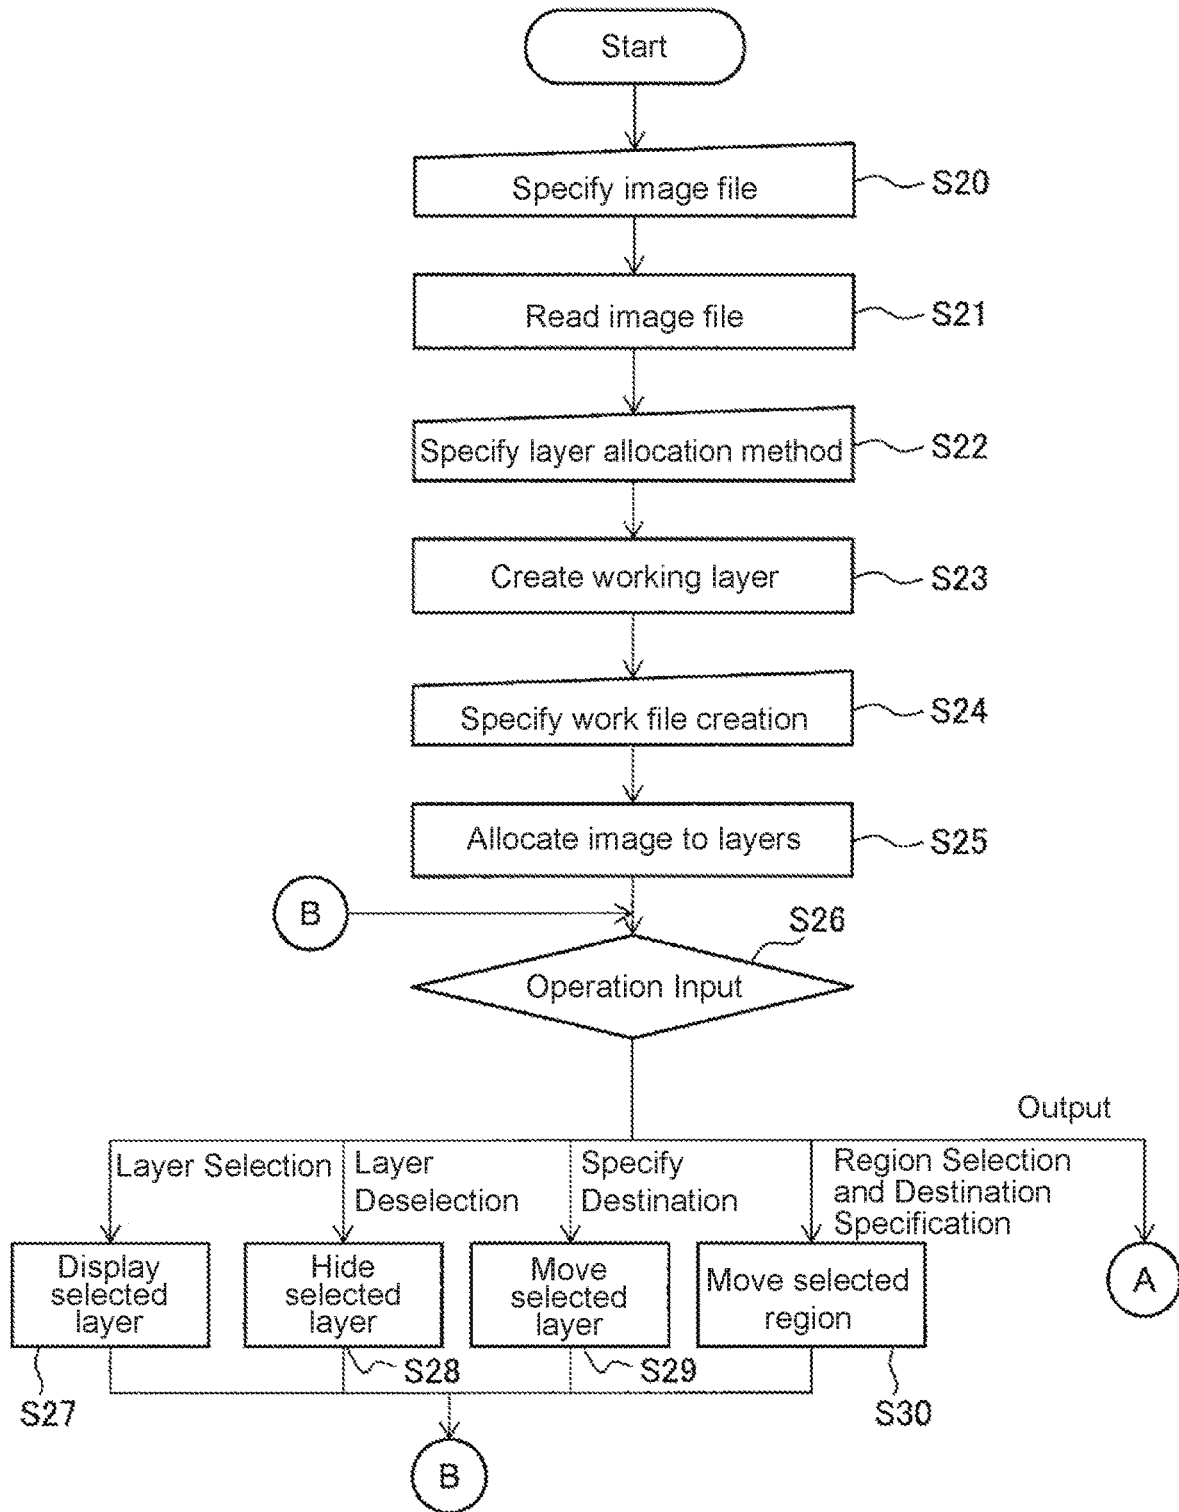 Start
Specify image file
S20
Read image file
S21
Specify layer allocation method
S22
Create working layer
S23
Specify work file creation
S24
Allocate image to layers
S25
B
S26
Operation Input
Output
Layer Selection
Layer
Deselection
Specify
Destination
Region Selection
and Destination
Specification
Display
selected
layer
Hide
selected
layer
Move
selected
layer
Move selected
region
A
S27
S28
S29
S30
B